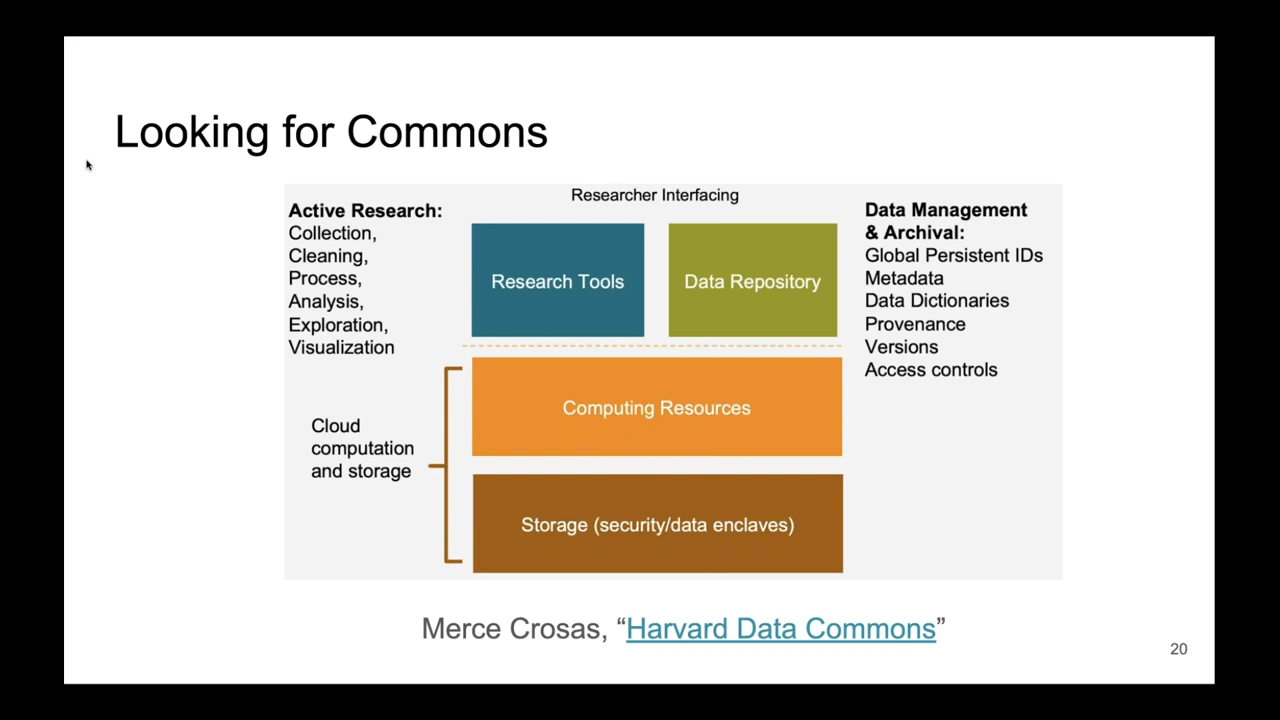 Looking for Commons
Researcher Interfacing
Active Research:
Collection,
Cleaning,
Process,
Analysis,
Exploration,
Visualization
Research Tools
Data Repository
Data Management
& Archival:
Global Persistent IDs
Metadata
Data Dictionaries
Provenance
Versions
Access controls
Cloud
computation
and storage
Computing Resources
Storage (security/data enclaves)
Merce Crosas, “Harvard Data Commons”
20